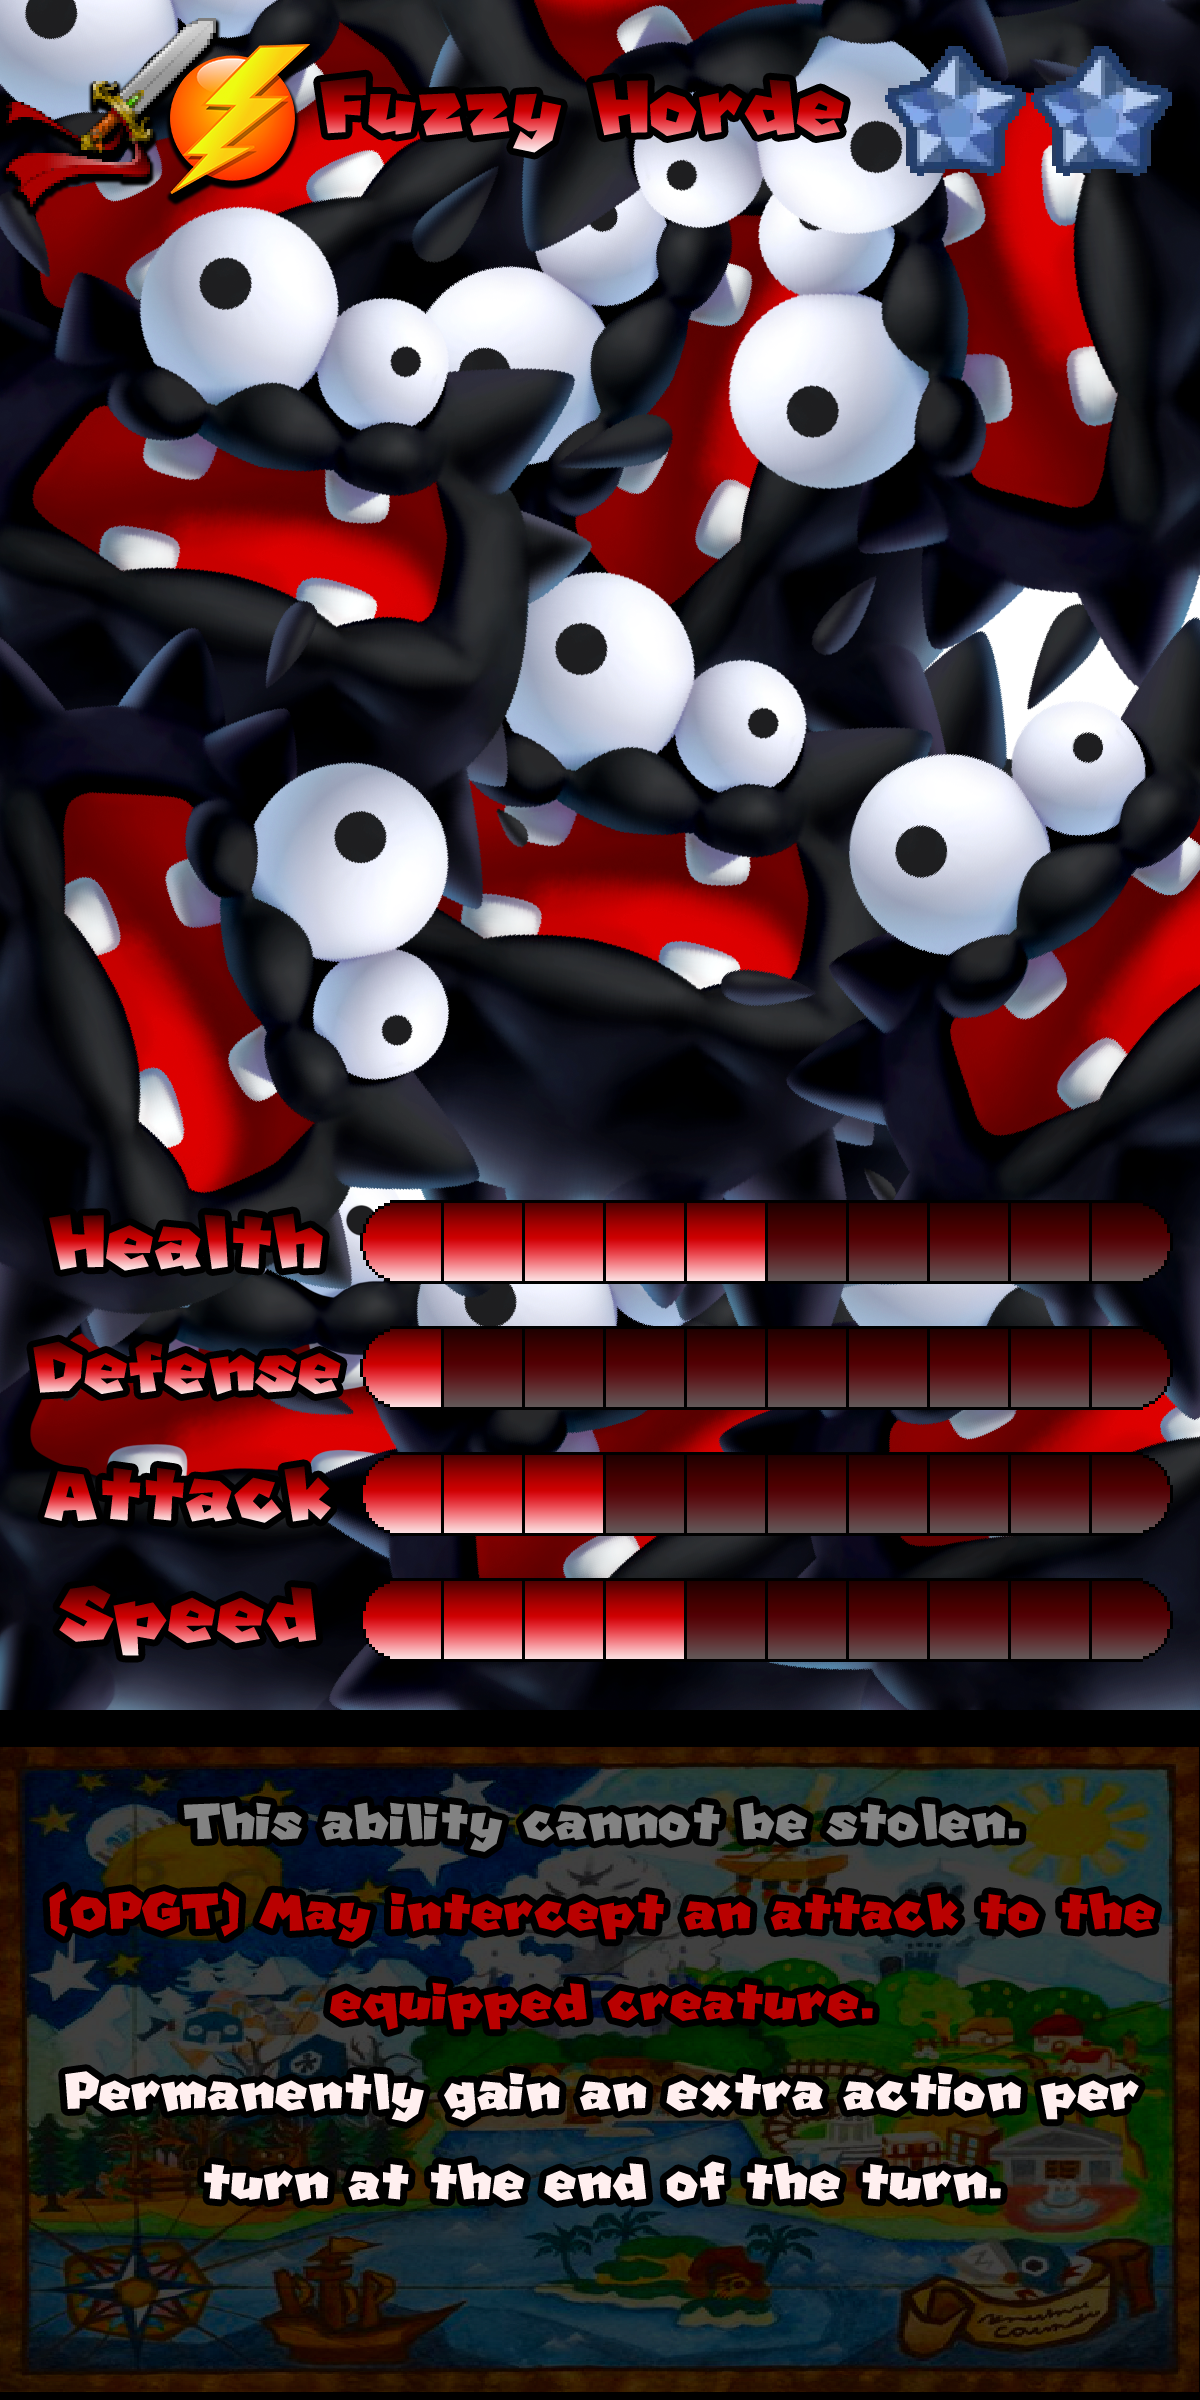 Fuzzy Horde
Health
Defense
Attack
Speed
This ability cannot be stolen.
(OPGT) May intercept an attack to the
equipped creature.
Permanently gain an extra action per
turn at the end of the turn.